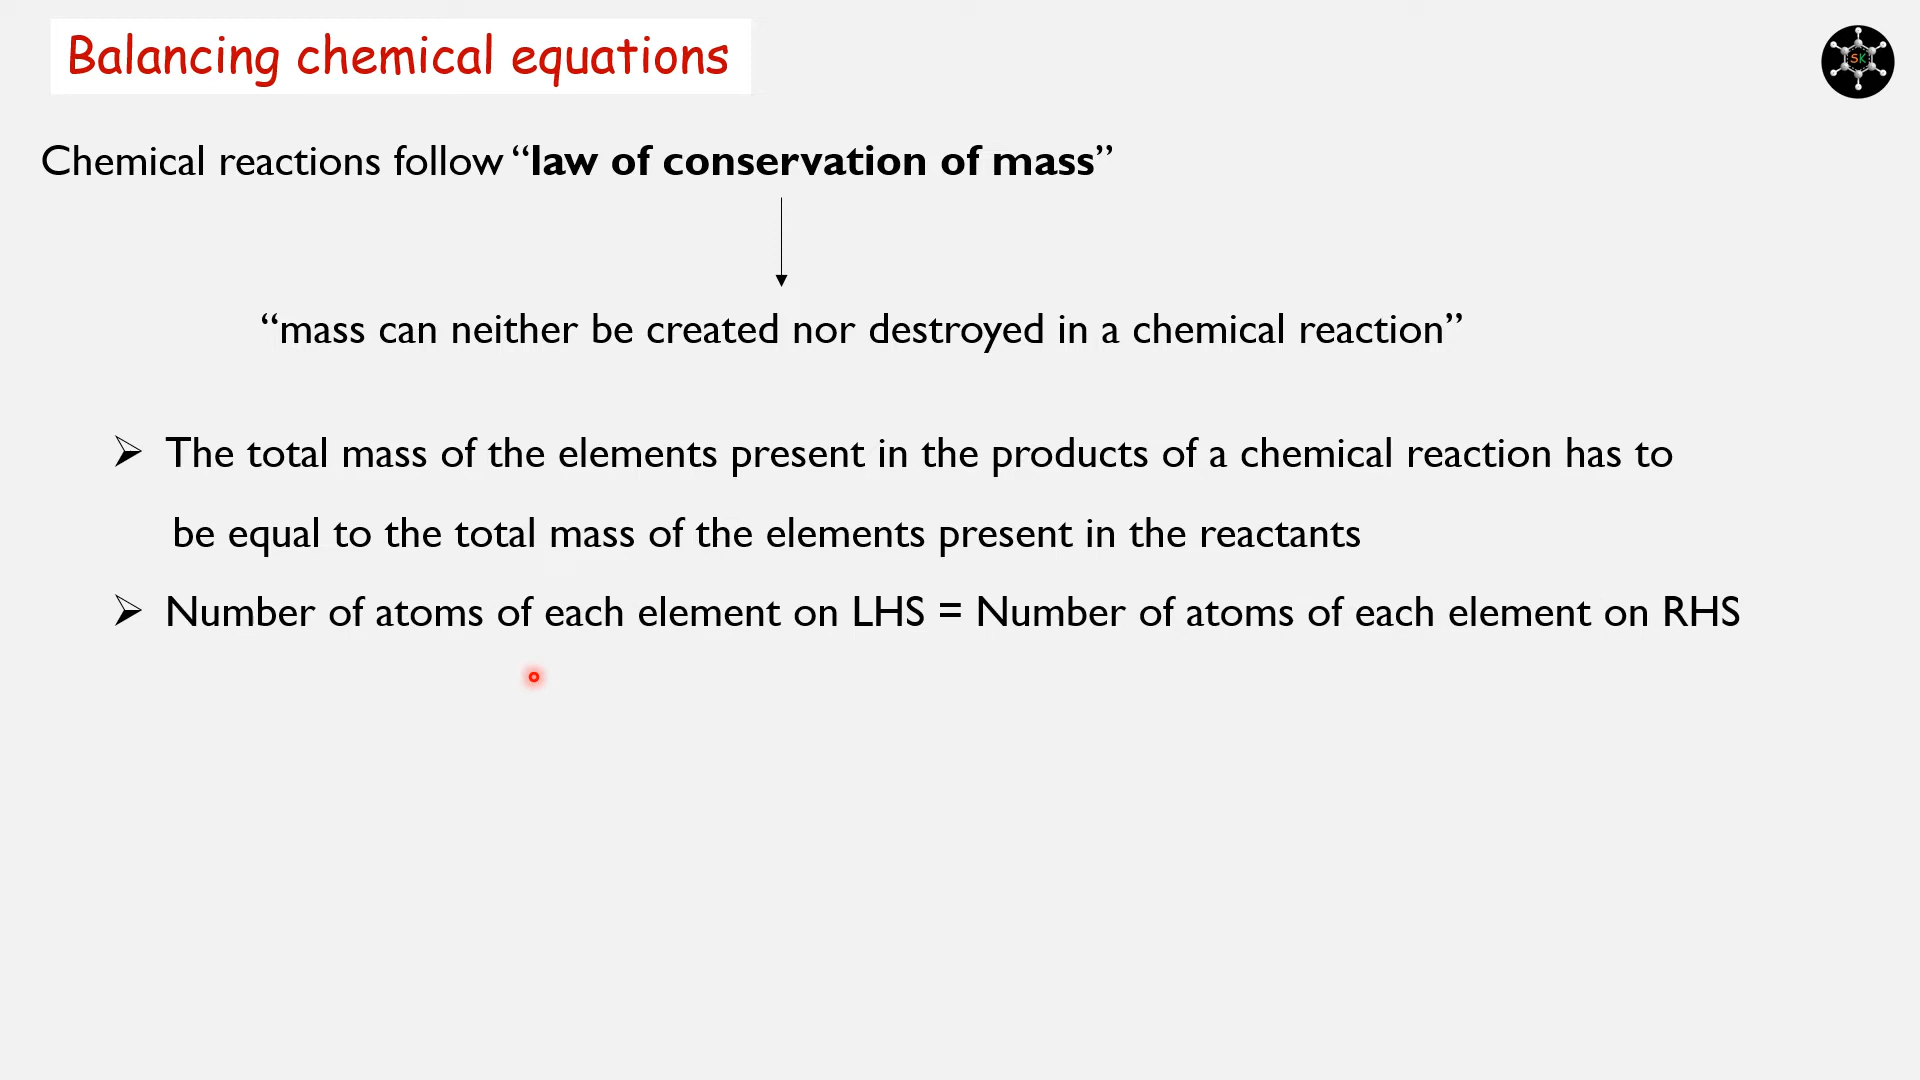 Balancing chemical equations
SK
Chemical reactions follow “law of conservation of mass”
“mass can neither be created nor destroyed in a chemical reaction”
➢ The total mass of the elements present in the products of a chemical reaction has to
be equal to the total mass of the elements present in the reactants
➢ Number of atoms of each element on LHS = Number of atoms of each element on RHS